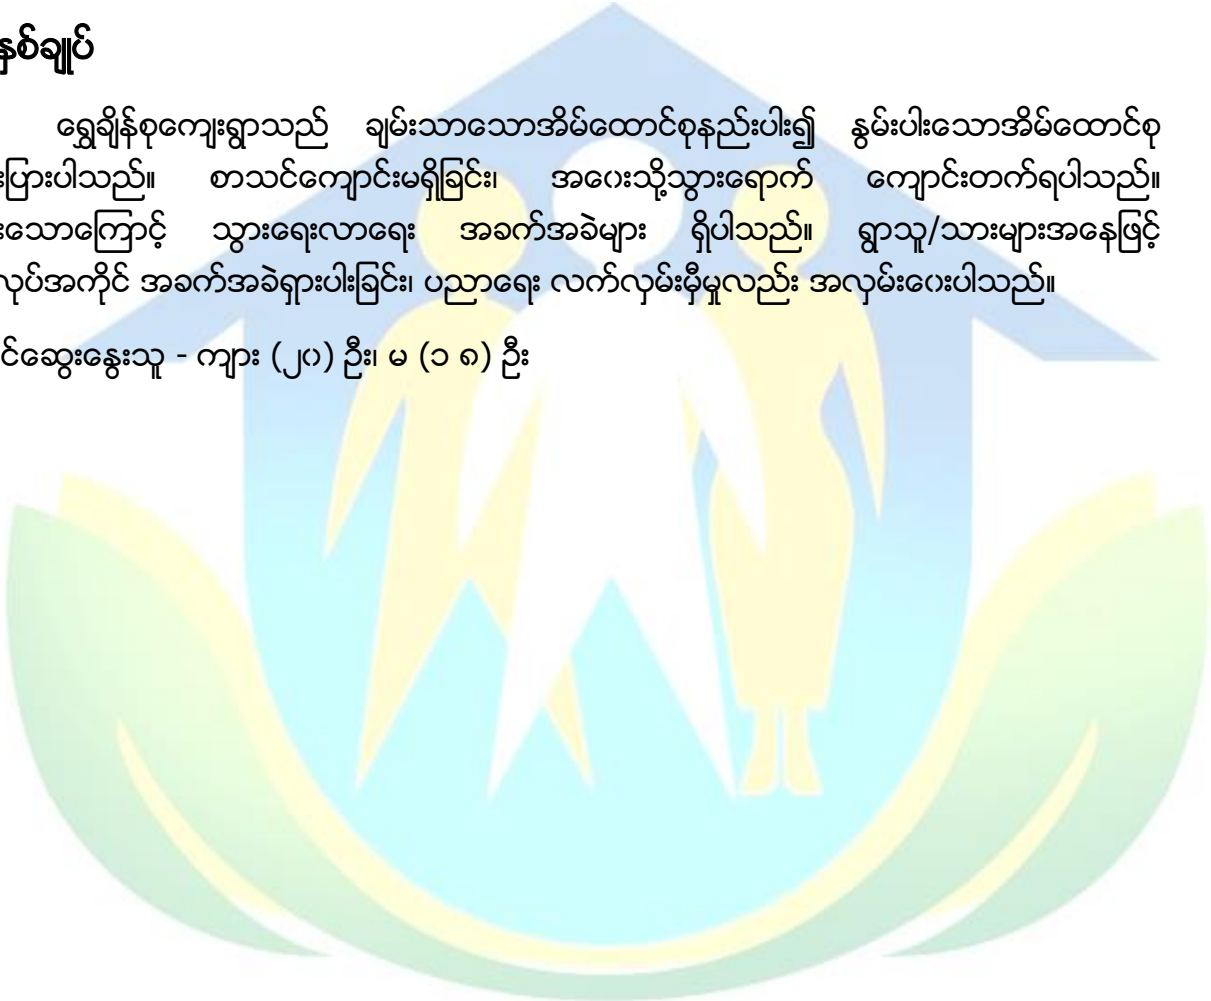 နှစ်ချုပ်
ရွှေချိန်စုကျေးရွာသည် ချမ်းသာသောအိမ်ထောင်စုနည်းပါး၍ နွမ်းပါးသောအိမ်ထောင်စု
ပြားပါသည်။ စာသင်ကျောင်းမရှိခြင်း၊ အဝေးသို့သွားရောက် ကျောင်းတက်ရပါသည်။
သောကြောင့် သွားရေးလာရေး အခက်အခဲများ ရှိပါသည်။ ရွာသူ/သားများအနေဖြင့်
လုပ်အကိုင် အခက်အခဲရှားပါးခြင်း၊ ပညာရေး လက်လှမ်းမှီမှုလည်း အလှမ်းဝေးပါသည်။
င်ဆွေးနွေးသူ - ကျား (၂၀) ဦး၊ မ (၁ ၈) ဦး